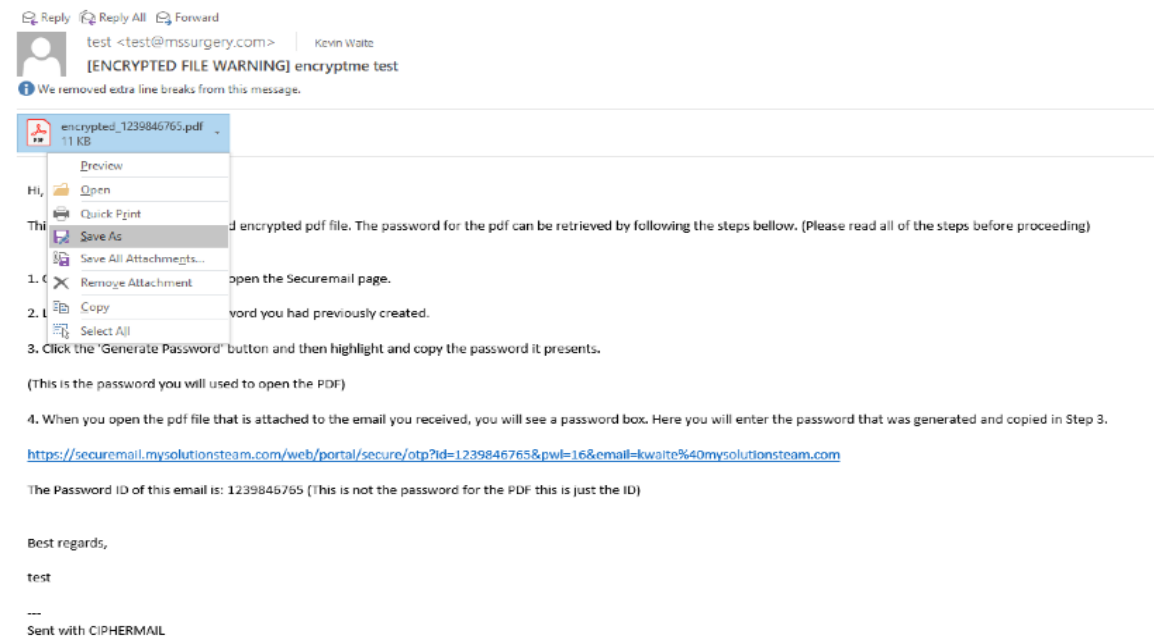 Reply Reply All Forward
test <test@mssurgery.com> Kevin Waite
[ENCRYPTED FILE WARNING] encryptme test
We removed extra line breaks from this message.
encrypted_1239846765.pdf
11 KB
Preview
Hi,
Open
Quick Print
Thi d encrypted pdf file. The password for the pdf can be retrieved by following the steps bellow. (Please read all of the steps before proceeding)
Save As
Save All Attachments...
1. C open the Securemail page.
Remove Attachment
Copy
2. L word you had previously created.
Select All
3. Click the 'Generate Password' button and then highlight and copy the password it presents.
(This is the password you will used to open the PDF)
4. When you open the pdf file that is attached to the email you received, you will see a password box. Here you will enter the password that was generated and copied in Step 3.
https://securemail.mysolutionsteam.com/web/portal/secure/otp?id=1239846765&pwl=16&email=kwaite%40mysolutionsteam.com
The Password ID of this email is: 1239846765 (This is not the password for the PDF this is just the ID)
Best regards,
test
---
Sent with CIPHERMAIL